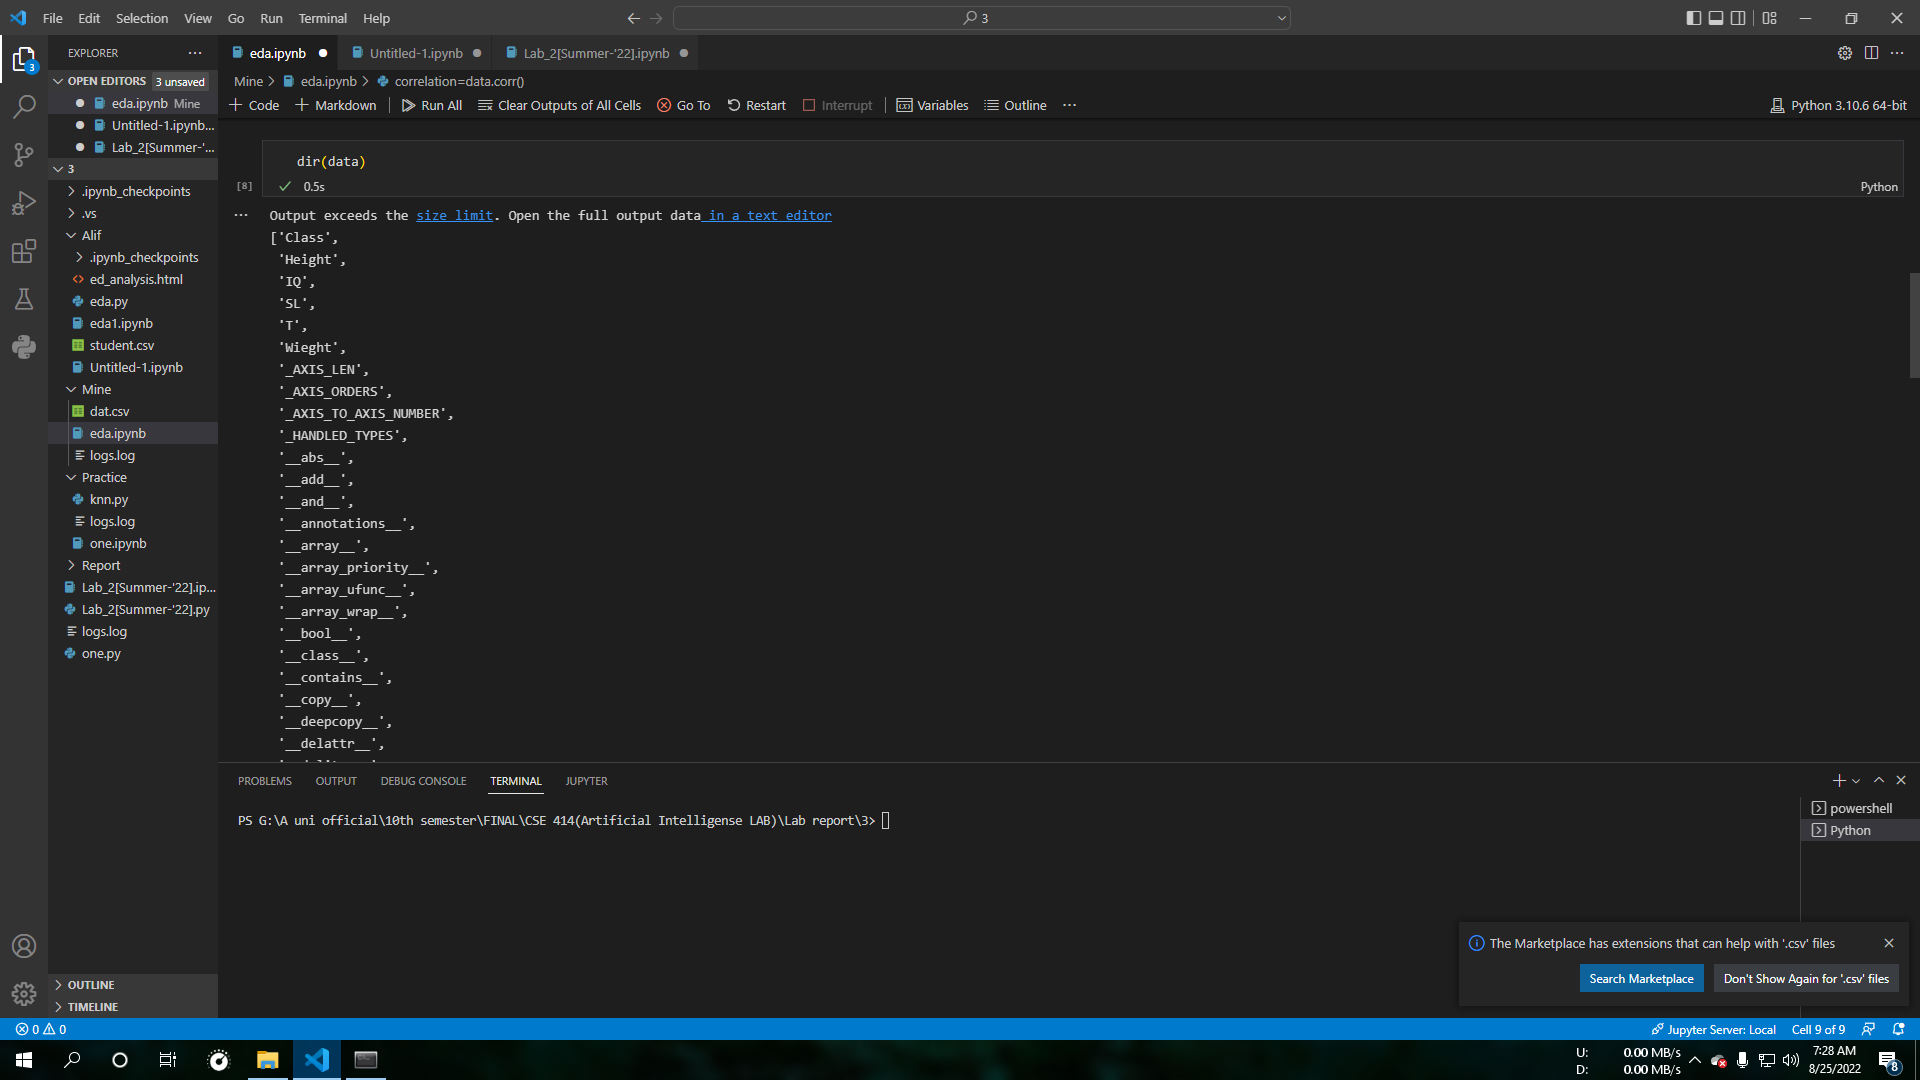 File Edit Selection View Go Run Terminal Help
3
EXPLORER
3
OPEN EDITORS 3 unsaved
eda.ipynb Mine
Untitled-1.ipynb...
Lab_2[Summer-'...
3
.ipynb_checkpoints
.vs
Alif
.ipynb_checkpoints
ed_analysis.html
eda.py
eda1.ipynb
student.csv
Untitled-1.ipynb
Mine
dat.csv
eda.ipynb
logs.log
Practice
knn.py
logs.log
one.ipynb
Report
Lab_2[Summer-'22].ip...
Lab_2[Summer-'22].py
logs.log
one.py
OUTLINE
TIMELINE
eda.ipynb Untitled-1.ipynb Lab_2[Summer-'22].ipynb
Mine > eda.ipynb > correlation=data.corr()
+ Code + Markdown Run All Clear Outputs of All Cells Go To Restart Interrupt Variables Outline ... Python 3.10.6 64-bit
dir(data)
[8] 0.5s Python
... Output exceeds the size limit. Open the full output data in a text editor
['Class',
'Height',
'IQ',
'SL',
'T',
'Wieght',
'_AXIS_LEN',
'_AXIS_ORDERS',
'_AXIS_TO_AXIS_NUMBER',
'_HANDLED_TYPES',
'__abs__',
'__add__',
'__and__',
'__annotations__',
'__array__',
'__array_priority__',
'__array_ufunc__',
'__array_wrap__',
'__bool__',
'__class__',
'__contains__',
'__copy__',
'__deepcopy__',
'__delattr__',
PROBLEMS OUTPUT DEBUG CONSOLE TERMINAL JUPYTER
PS G:\A uni official\10th semester\FINAL\CSE 414(Artificial Intelligense LAB)\Lab report\3>
powershell
Python
The Marketplace has extensions that can help with '.csv' files
Search Marketplace Don't Show Again for '.csv' files
0 0 Jupyter Server: Local Cell 9 of 9
U: 0.00 MB/s
D: 0.00 MB/s
7:28 AM
8/25/2022
8